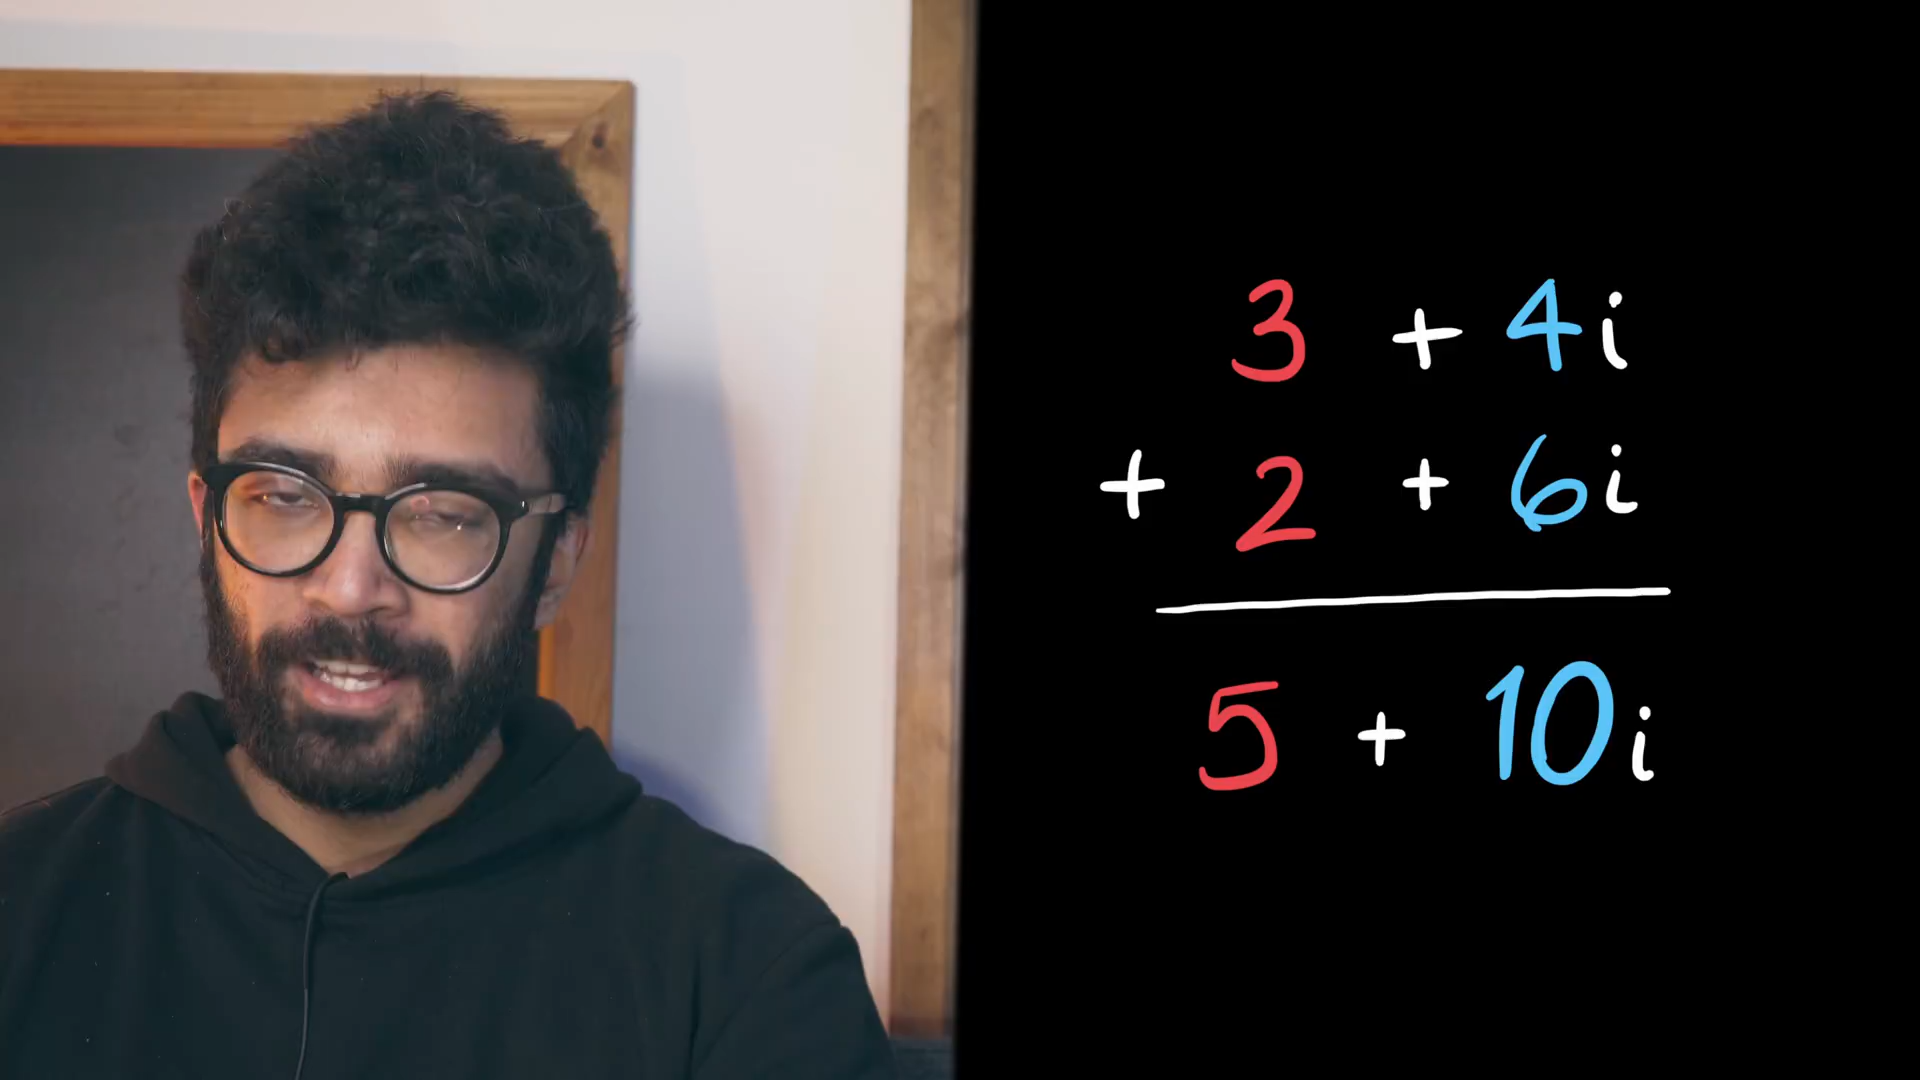 3 + 4i
+ 2 + 6i
5 + 10i